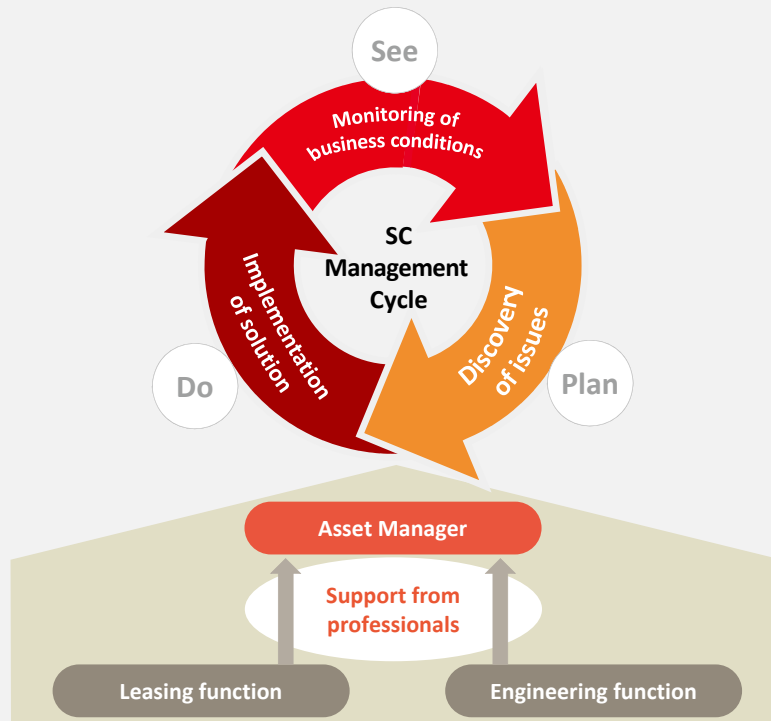 See
Monitoring of
business conditions
SC
Management
Cycle
Implementation
of solution
Discovery
of issues
Do
Plan
Asset Manager
Support from
professionals
Leasing function
Engineering function